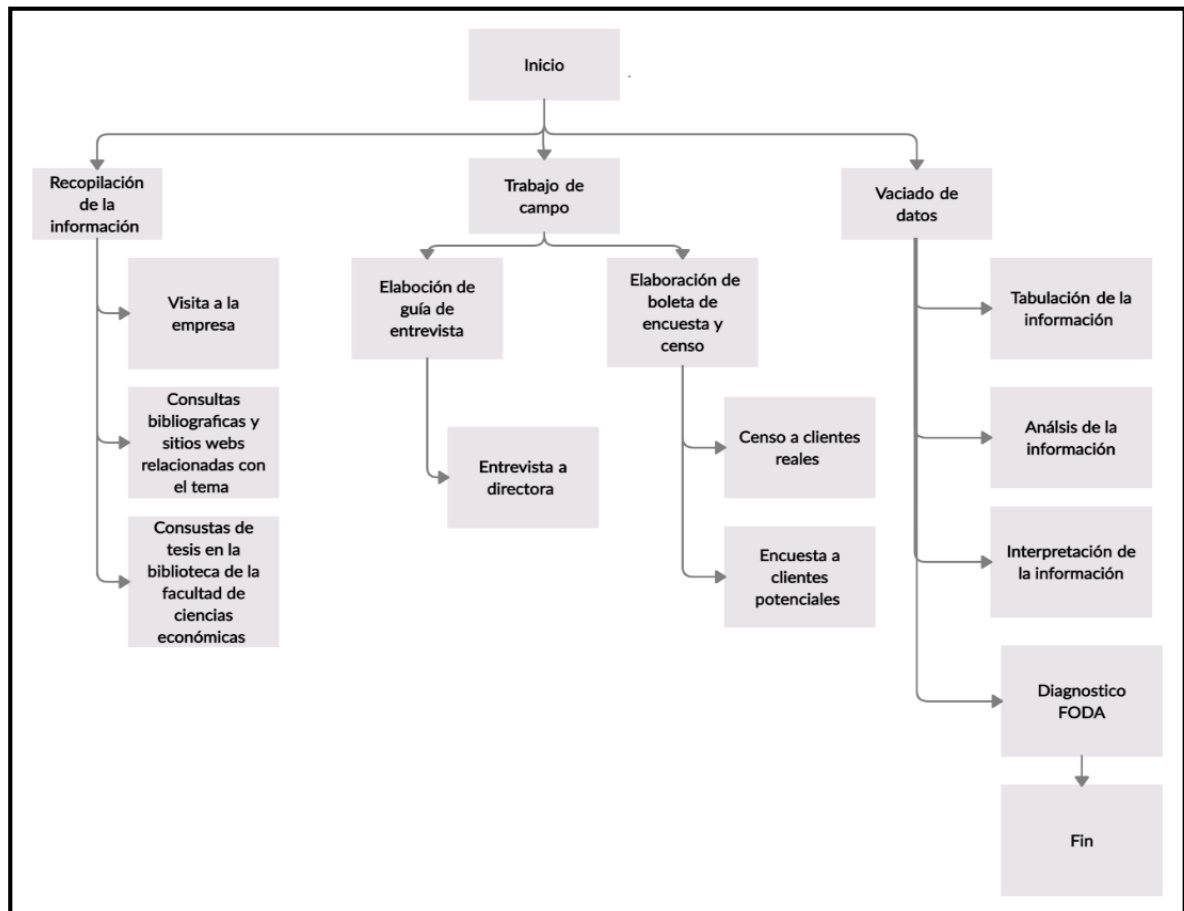 Inicio
Recopilación
de la
información
Trabajo de
campo
Vaciado de
datos
Visita a la
empresa
Elaboción de
guía de
entrevista
Elaboración de
boleta de
encuesta y
censo
Tabulación de la
información
Consultas
bibliograficas y
sitios webs
relacionadas con
el tema
Censo a clientes
reales
Análsis de la
información
Entrevista a
directora
Consustas de
tesis en la
biblioteca de la
facultad de
ciencias
económicas
Encuesta a
clientes
potenciales
Interpretación de
la información
Diagnostico
FODA
Fin